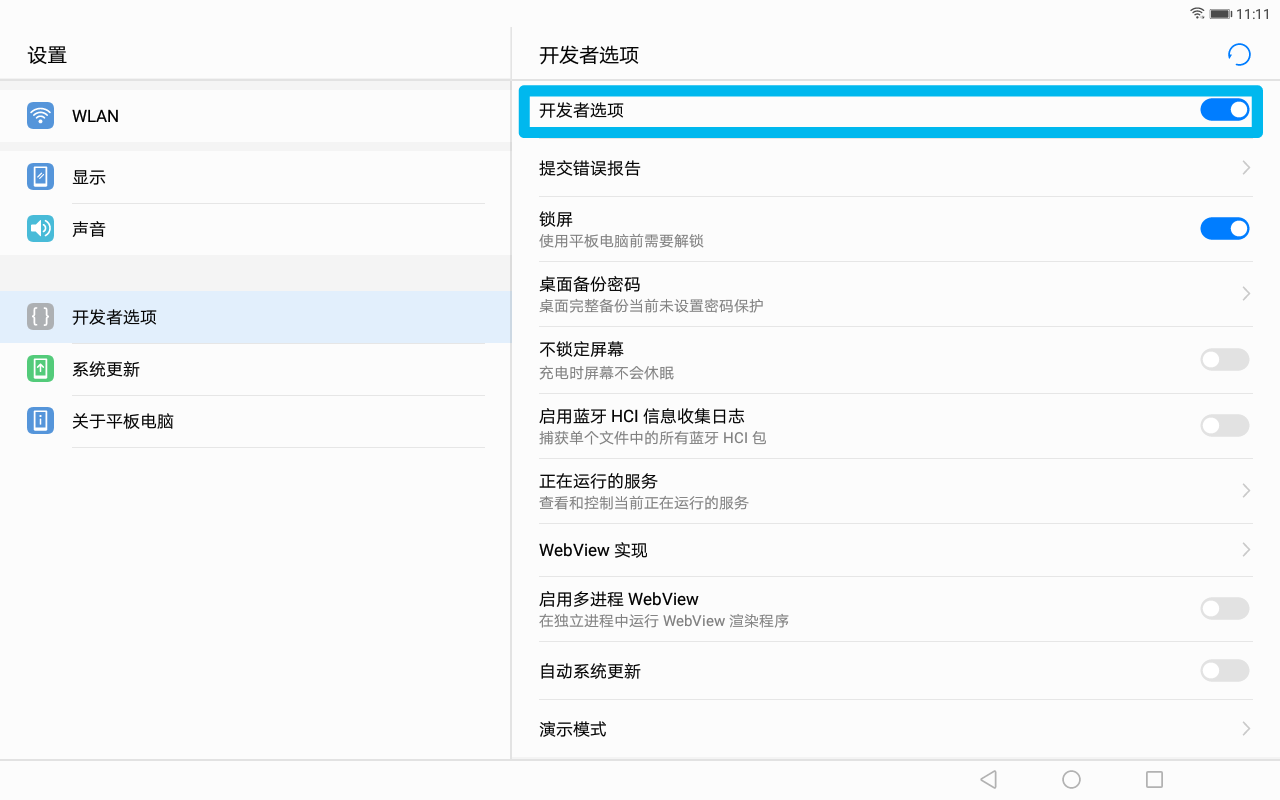 11:11
设置
WLAN
显示
声音
开发者选项
系统更新
关于平板电脑
开发者选项
开发者选项
提交错误报告
锁屏
使用平板电脑前需要解锁
桌面备份密码
桌面完整备份当前未设置密码保护
不锁定屏幕
充电时屏幕不会休眠
启用蓝牙 HCI 信息收集日志
捕获单个文件中的所有蓝牙 HCI 包
正在运行的服务
查看和控制当前正在运行的服务
WebView 实现
启用多进程 WebView
在独立进程中运行 WebView 渲染程序
自动系统更新
演示模式